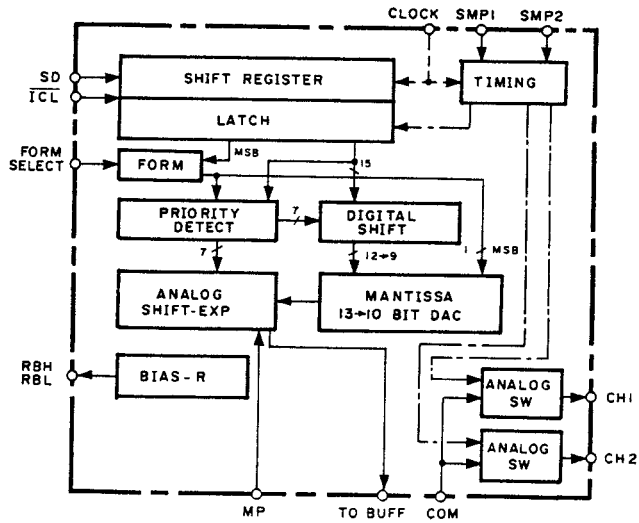 CLOCK SMP1 SMP2
SD
ICL
SHIFT REGISTER
TIMING
LATCH
MSB
15
FORM
SELECT
FORM
PRIORITY
DETECT
7
DIGITAL
SHIFT
7
12→9
1
MSB
ANALOG
SHIFT-EXP
MANTISSA
13→10 BIT DAC
RBH
RBL
BIAS-R
ANALOG
SW
CH1
ANALOG
SW
CH2
MP
TO BUFF
COM